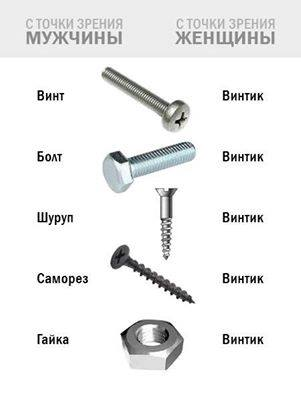 С ТОЧКИ ЗРЕНИЯ
МУЖЧИНЫ
С ТОЧКИ ЗРЕНИЯ
ЖЕНЩИНЫ
Винт Винтик
Болт Винтик
Шуруп Винтик
Саморез Винтик
Гайка Винтик